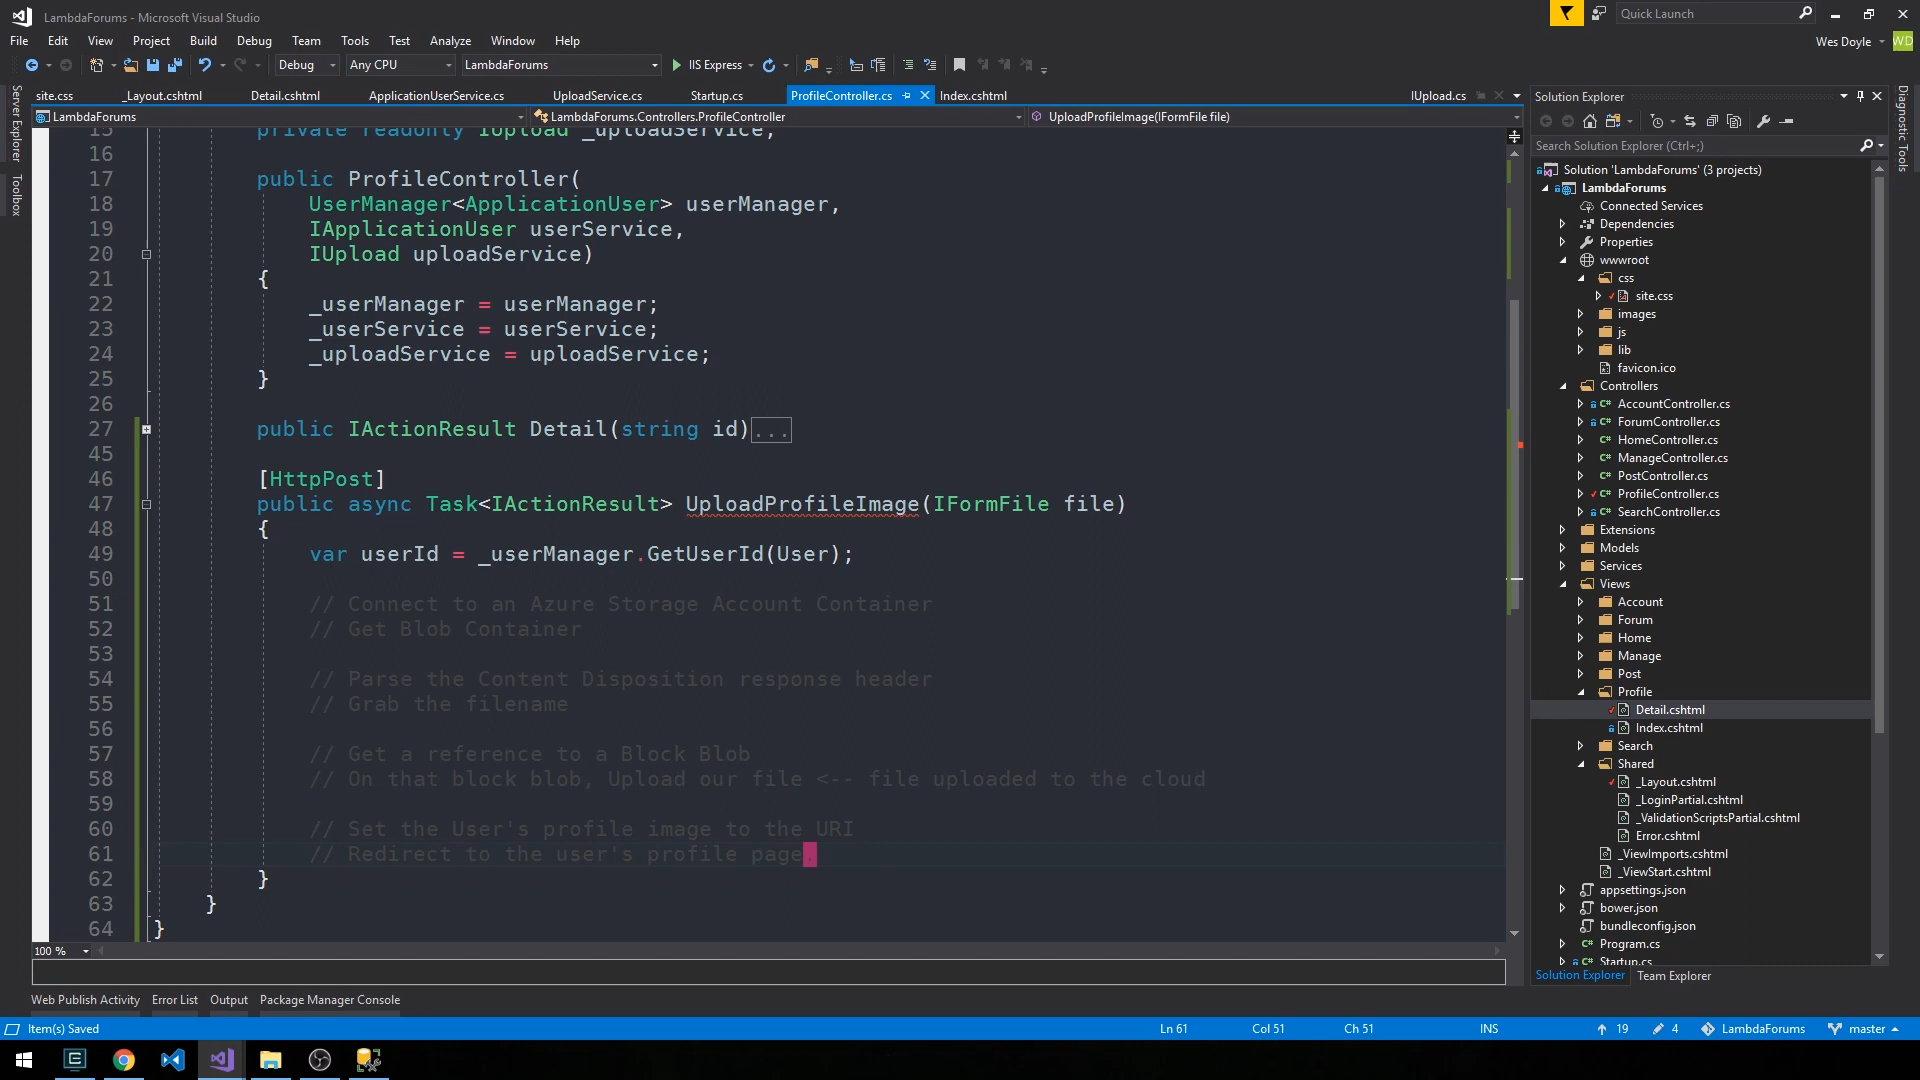 LambdaForums - Microsoft Visual Studio
Quick Launch
File Edit View Project Build Debug Team Tools Test Analyze Window Help
Wes Doyle WD
Debug Any CPU LambdaForums IIS Express
site.css _Layout.cshtml Detail.cshtml ApplicationUserService.cs UploadService.cs Startup.cs ProfileController.cs Index.cshtml IUpload.cs
LambdaForums LambdaForums.Controllers.ProfileController UploadProfileImage(IFormFile file)
Server Explorer
Toolbox
15 private readonly IUpload _uploadService;
16
17 public ProfileController(
18 UserManager<ApplicationUser> userManager,
19 IApplicationUser userService,
20 IUpload uploadService)
21 {
22 _userManager = userManager;
23 _userService = userService;
24 _uploadService = uploadService;
25 }
26
27 public IActionResult Detail(string id)...
45
46 [HttpPost]
47 public async Task<IActionResult> UploadProfileImage(IFormFile file)
48 {
49 var userId = _userManager.GetUserId(User);
50
51 // Connect to an Azure Storage Account Container
52 // Get Blob Container
53
54 // Parse the Content Disposition response header
55 // Grab the filename
56
57 // Get a reference to a Block Blob
58 // On that block blob, Upload our file <-- file uploaded to the cloud
59
60 // Set the User's profile image to the URI
61 // Redirect to the user's profile page
62 }
63 }
64 }
100 %
Solution Explorer
Search Solution Explorer (Ctrl+;)
Solution 'LambdaForums' (3 projects)
LambdaForums
Connected Services
Dependencies
Properties
wwwroot
css
site.css
images
js
lib
favicon.ico
Controllers
AccountController.cs
ForumController.cs
HomeController.cs
ManageController.cs
PostController.cs
ProfileController.cs
SearchController.cs
Extensions
Models
Services
Views
Account
Forum
Home
Manage
Post
Profile
Detail.cshtml
Index.cshtml
Search
Shared
_Layout.cshtml
_LoginPartial.cshtml
_ValidationScriptsPartial.cshtml
Error.cshtml
_ViewImports.cshtml
_ViewStart.cshtml
appsettings.json
bower.json
bundleconfig.json
Program.cs
Startup.cs
Solution Explorer Team Explorer
Diagnostic Tools
Web Publish Activity Error List Output Package Manager Console
Item(s) Saved Ln 61 Col 51 Ch 51 INS 19 4 LambdaForums master